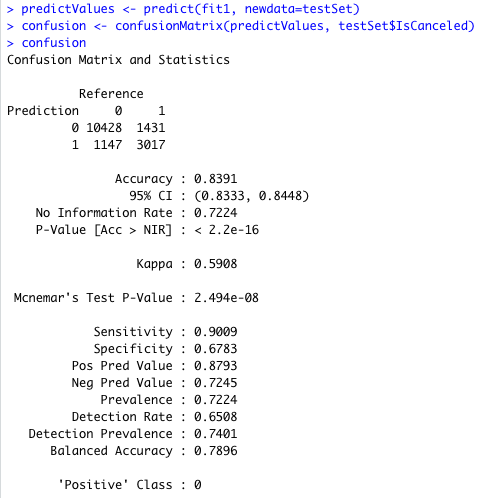 > predictValues <- predict(fit1, newdata=testSet)
> confusion <- confusionMatrix(predictValues, testSet$IsCanceled)
> confusion
Confusion Matrix and Statistics
Reference
Prediction 0 1
0 10428 1431
1 1147 3017
Accuracy : 0.8391
95% CI : (0.8333, 0.8448)
No Information Rate : 0.7224
P-Value [Acc > NIR] : < 2.2e-16
Kappa : 0.5908
Mcnemar's Test P-Value : 2.494e-08
Sensitivity : 0.9009
Specificity : 0.6783
Pos Pred Value : 0.8793
Neg Pred Value : 0.7245
Prevalence : 0.7224
Detection Rate : 0.6508
Detection Prevalence : 0.7401
Balanced Accuracy : 0.7896
'Positive' Class : 0